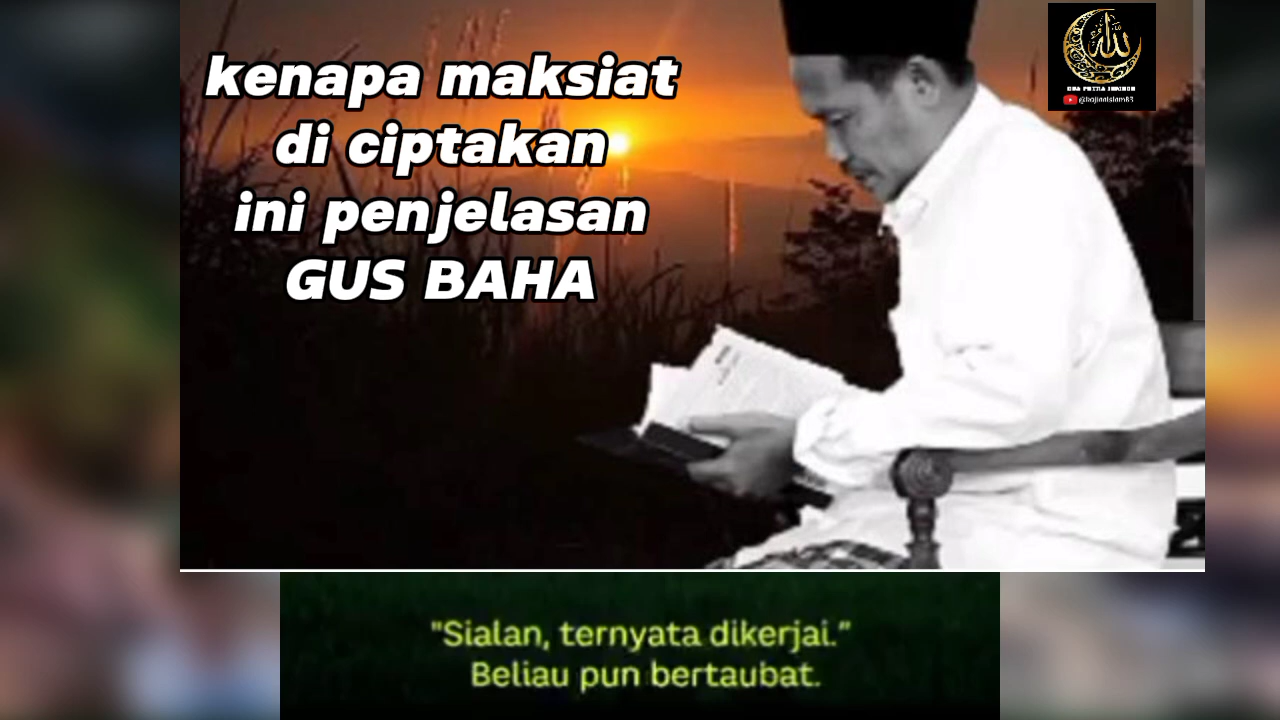 kenapa maksiat
di ciptakan
ini penjelasan
GUS BAHA
"Sialan, ternyata dikerjai."
Beliau pun bertaubat.